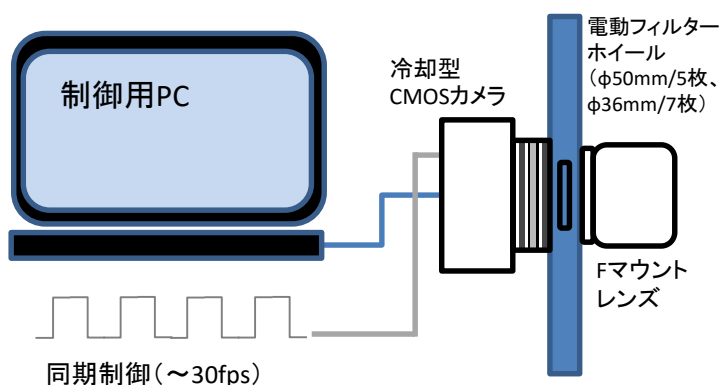 制御用PC
冷却型
CMOSカメラ
電動フィルター
ホイール
（φ50mm/5枚、
φ36mm/7枚）
Fマウント
レンズ
同期制御（～30fps）